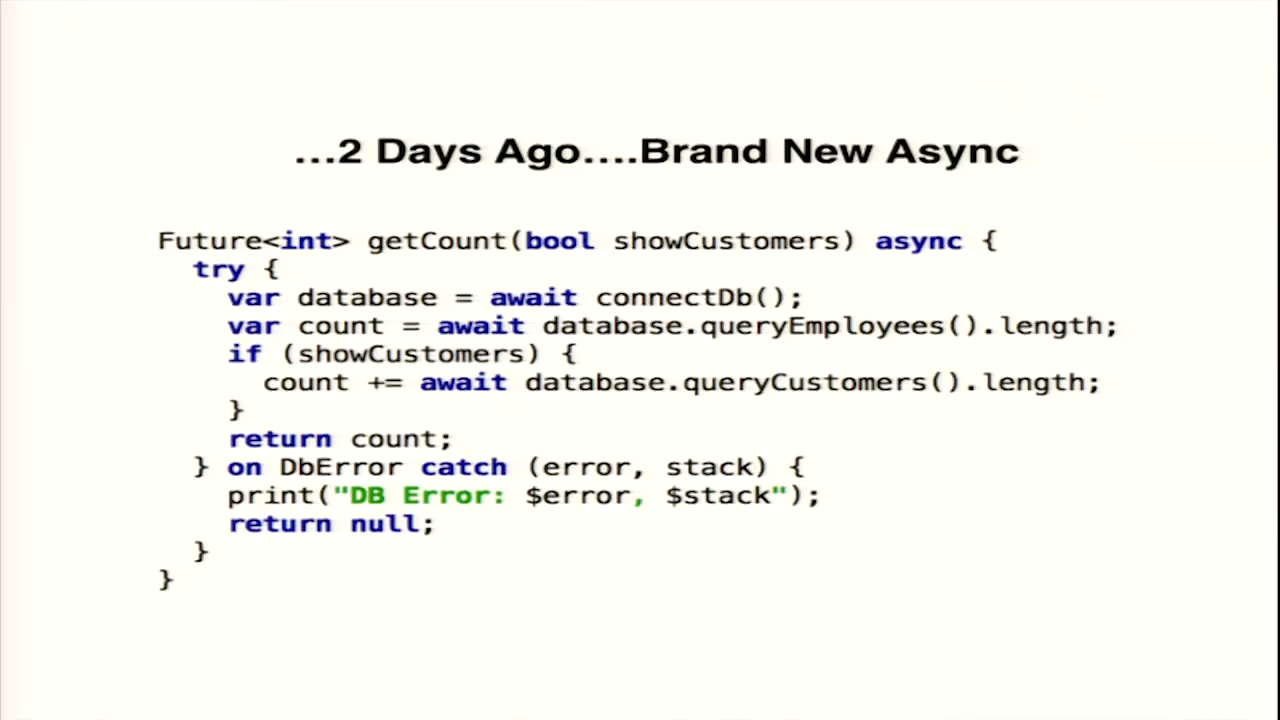 ...2 Days Ago....Brand New Async
Future<int> getCount(bool showCustomers) async {
  try {
    var database = await connectDb();
    var count = await database.queryEmployees().length;
    if (showCustomers) {
      count += await database.queryCustomers().length;
    }
    return count;
  } on DbError catch (error, stack) {
    print("DB Error: $error, $stack");
    return null;
  }
}